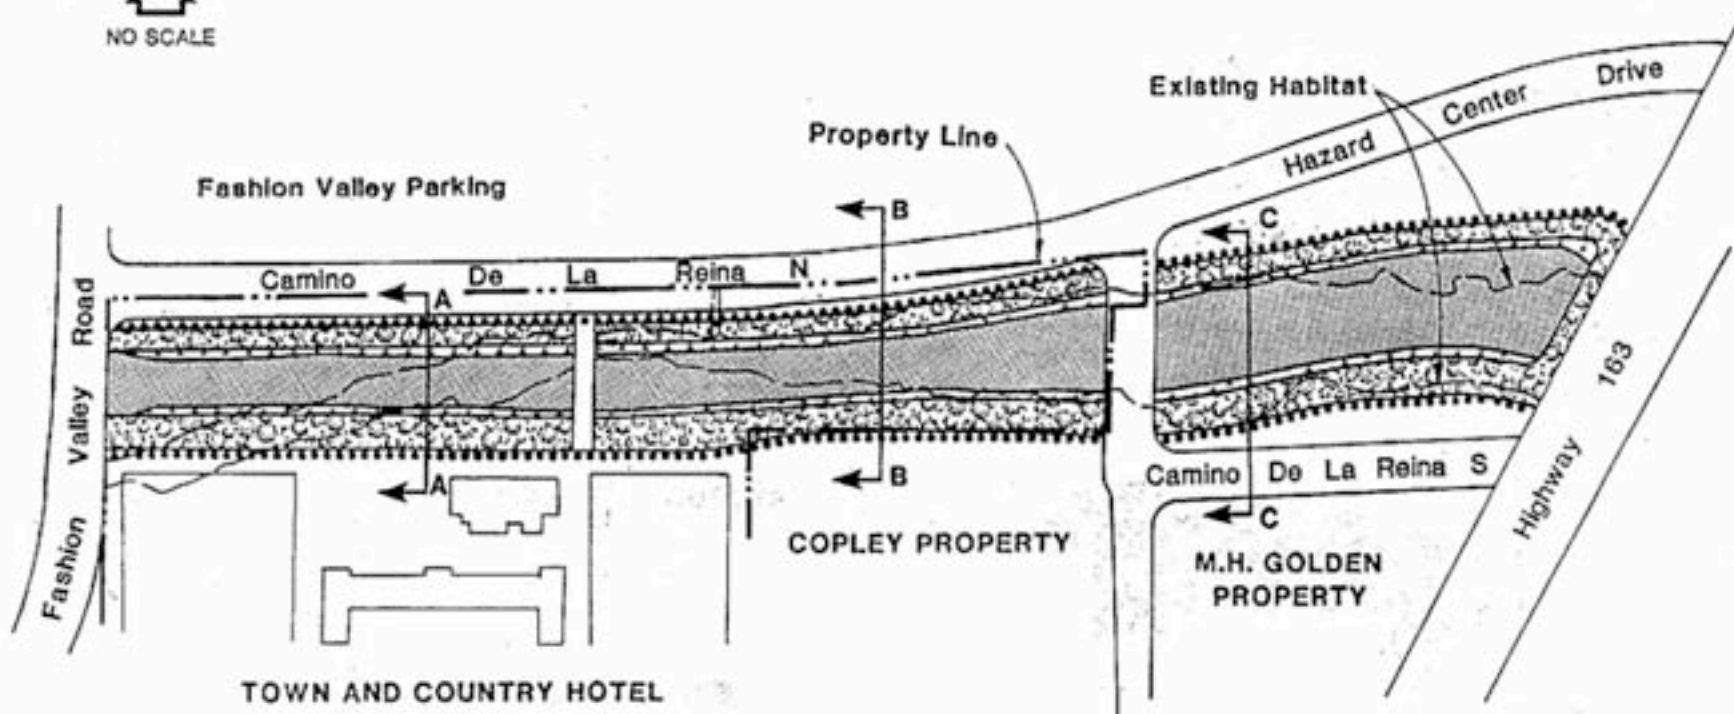 NO SCALE
Existing Habitat
Hazard Center Drive
Property Line
Fashion Valley Parking
B
C
Camino De La Reina N
A
Fashion Valley Road
A
B
Camino De La Reina S
C
Highway 163
COPLEY PROPERTY
M.H. GOLDEN
PROPERTY
TOWN AND COUNTRY HOTEL